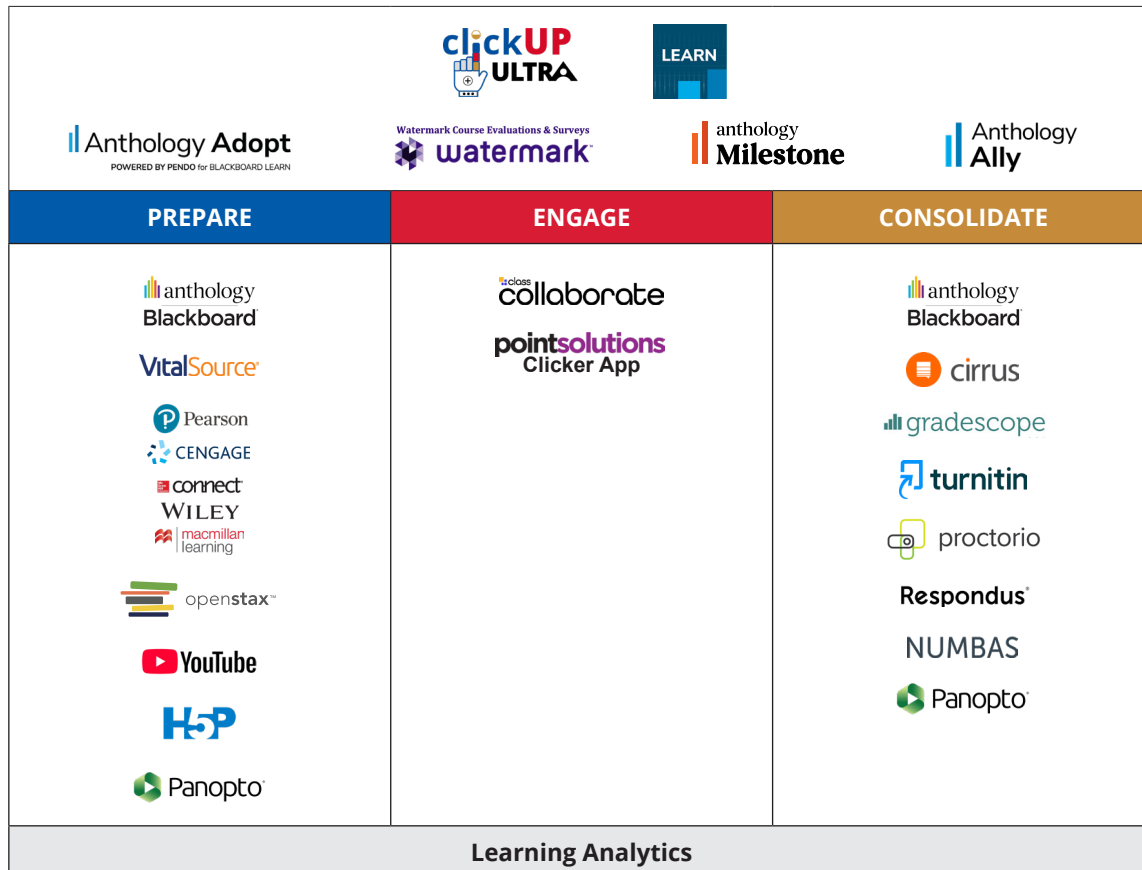 clickUP
ULTRA
LEARN
Anthology Adopt
POWERED BY PENDO for BLACKBOARD LEARN
Watermark Course Evaluations & Surveys
watermark™
anthology
Milestone
Anthology
Ally
PREPARE
ENGAGE
CONSOLIDATE
anthology
Blackboard
VitalSource®
Pearson
CENGAGE
connect
WILEY
macmillan
learning
openstax™
YouTube
H5P
Panopto
class
collaborate
pointsolutions
Clicker App
anthology
Blackboard
cirrus
gradescope
turnitin
proctorio
Respondus®
NUMBAS
Panopto
Learning Analytics